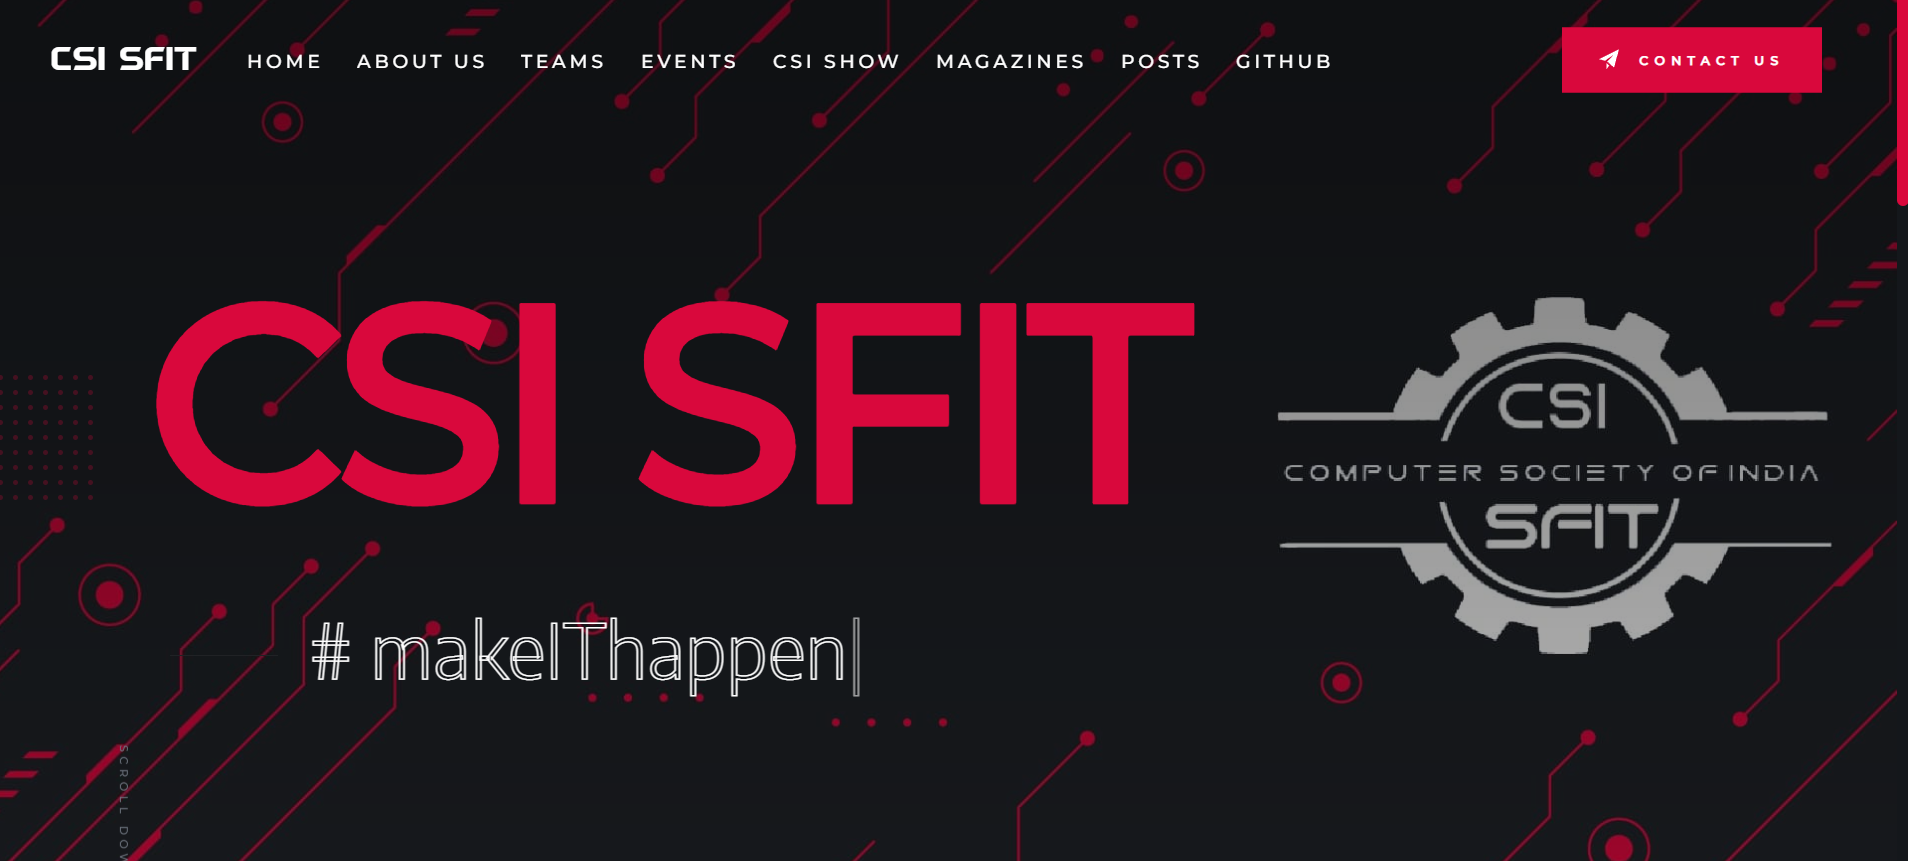 CSI SFIT HOME ABOUT US TEAMS EVENTS CSI SHOW MAGAZINES POSTS GITHUB CONTACT US
CSI SFIT
CSI
COMPUTER SOCIETY OF INDIA
SFIT
# makeIThappen
SCROLL